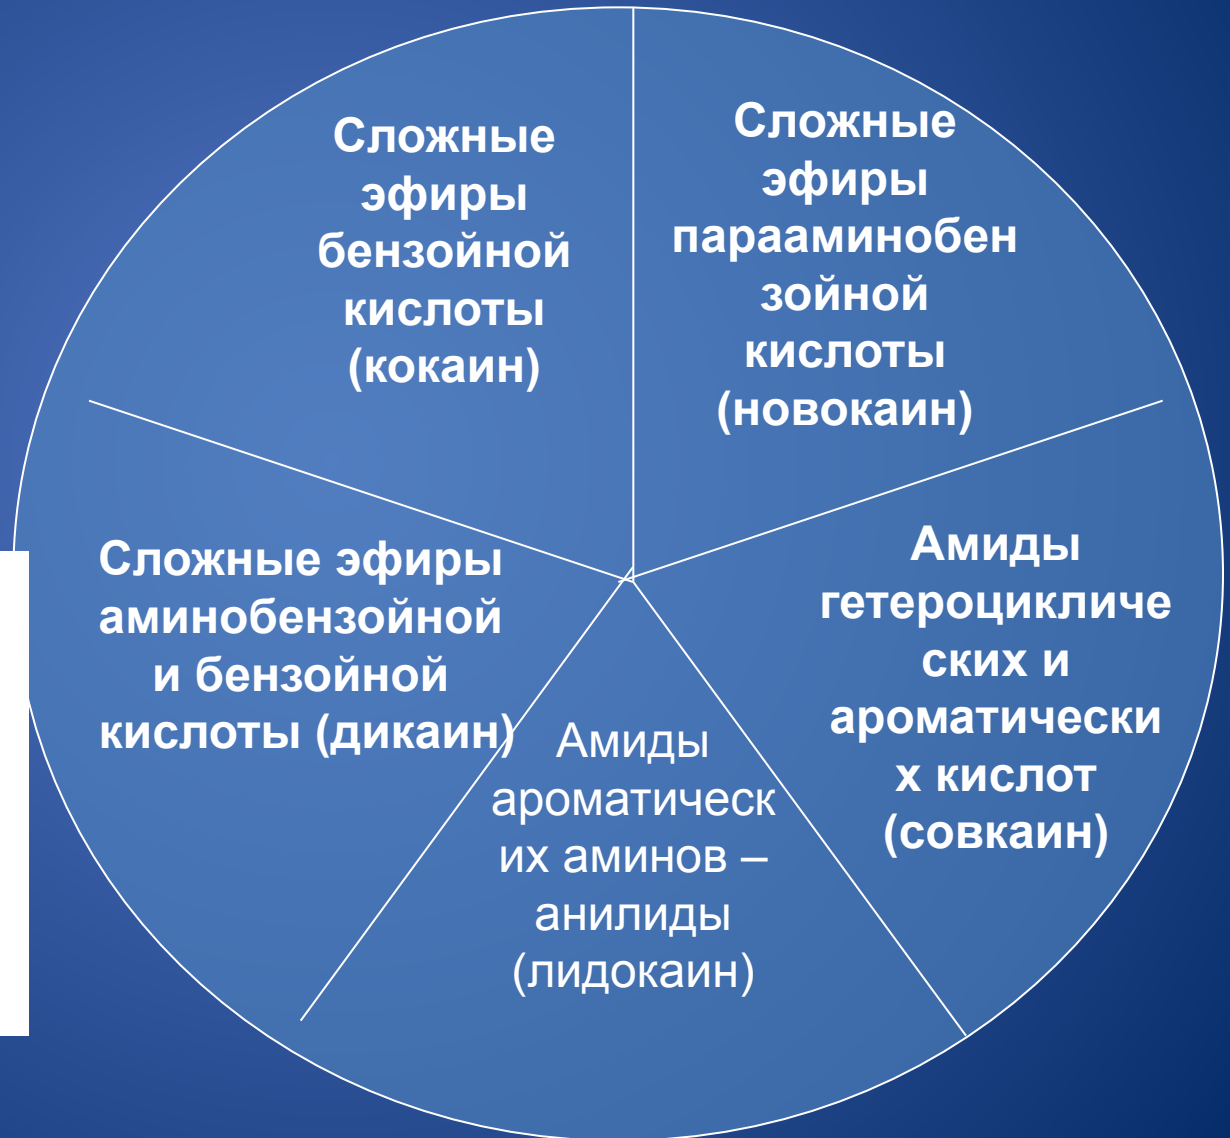 Сложные
эфиры
бензойной
кислоты
(кокаин)
Сложные
эфиры
парааминобен
зойной
кислоты
(новокаин)
Сложные эфиры
аминобензойной
и бензойной
кислоты (дикаин)
Амиды
ароматическ
их аминов –
анилиды
(лидокаин)
Амиды
гетероцикличе
ских и
ароматически
х кислот
(совкаин)